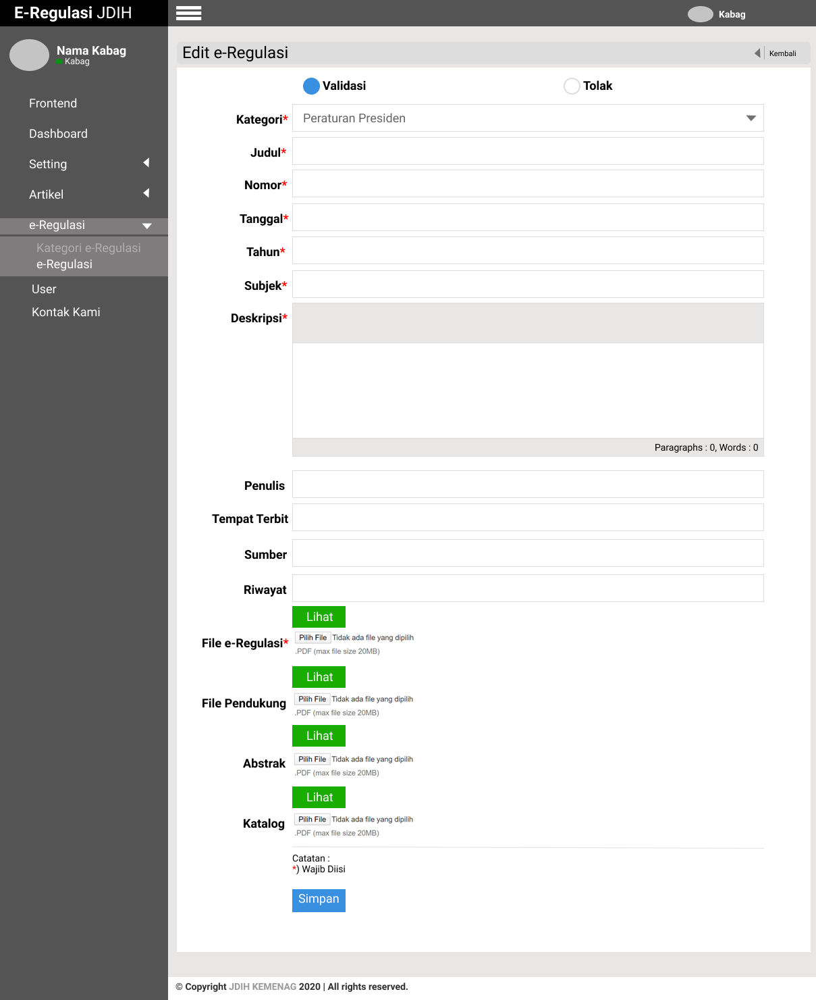 E-Regulasi JDIH
Kabag
Nama Kabag
Kabag
Frontend
Dashboard
Setting
Artikel
e-Regulasi
Kategori e-Regulasi
e-Regulasi
User
Kontak Kami
Edit e-Regulasi
Kembali
Validasi
Tolak
Kategori*
Peraturan Presiden
Judul*
Nomor*
Tanggal*
Tahun*
Subjek*
Deskripsi*
Paragraphs : 0, Words : 0
Penulis
Tempat Terbit
Sumber
Riwayat
Lihat
File e-Regulasi*
Pilih File Tidak ada file yang dipilih
.PDF (max file size 20MB)
Lihat
File Pendukung
Pilih File Tidak ada file yang dipilih
.PDF (max file size 20MB)
Lihat
Abstrak
Pilih File Tidak ada file yang dipilih
.PDF (max file size 20MB)
Lihat
Katalog
Pilih File Tidak ada file yang dipilih
.PDF (max file size 20MB)
Catatan :
*) Wajib Diisi
Simpan
© Copyright JDIH KEMENAG 2020 | All rights reserved.